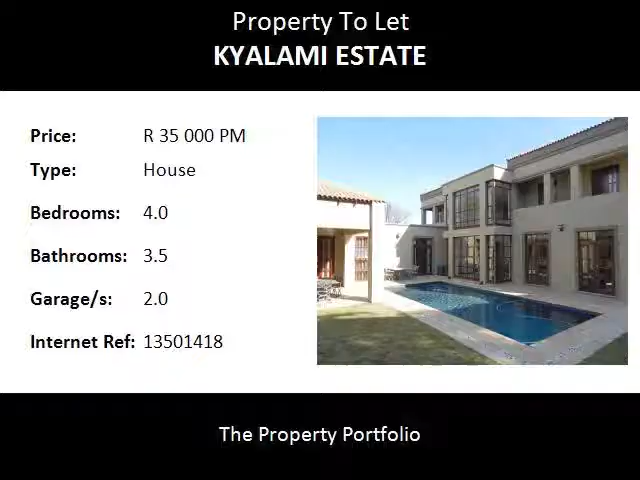 Property To Let
KYALAMI ESTATE
Price: R 35 000 PM
Type: House
Bedrooms: 4.0
Bathrooms: 3.5
Garage/s: 2.0
Internet Ref: 13501418
The Property Portfolio